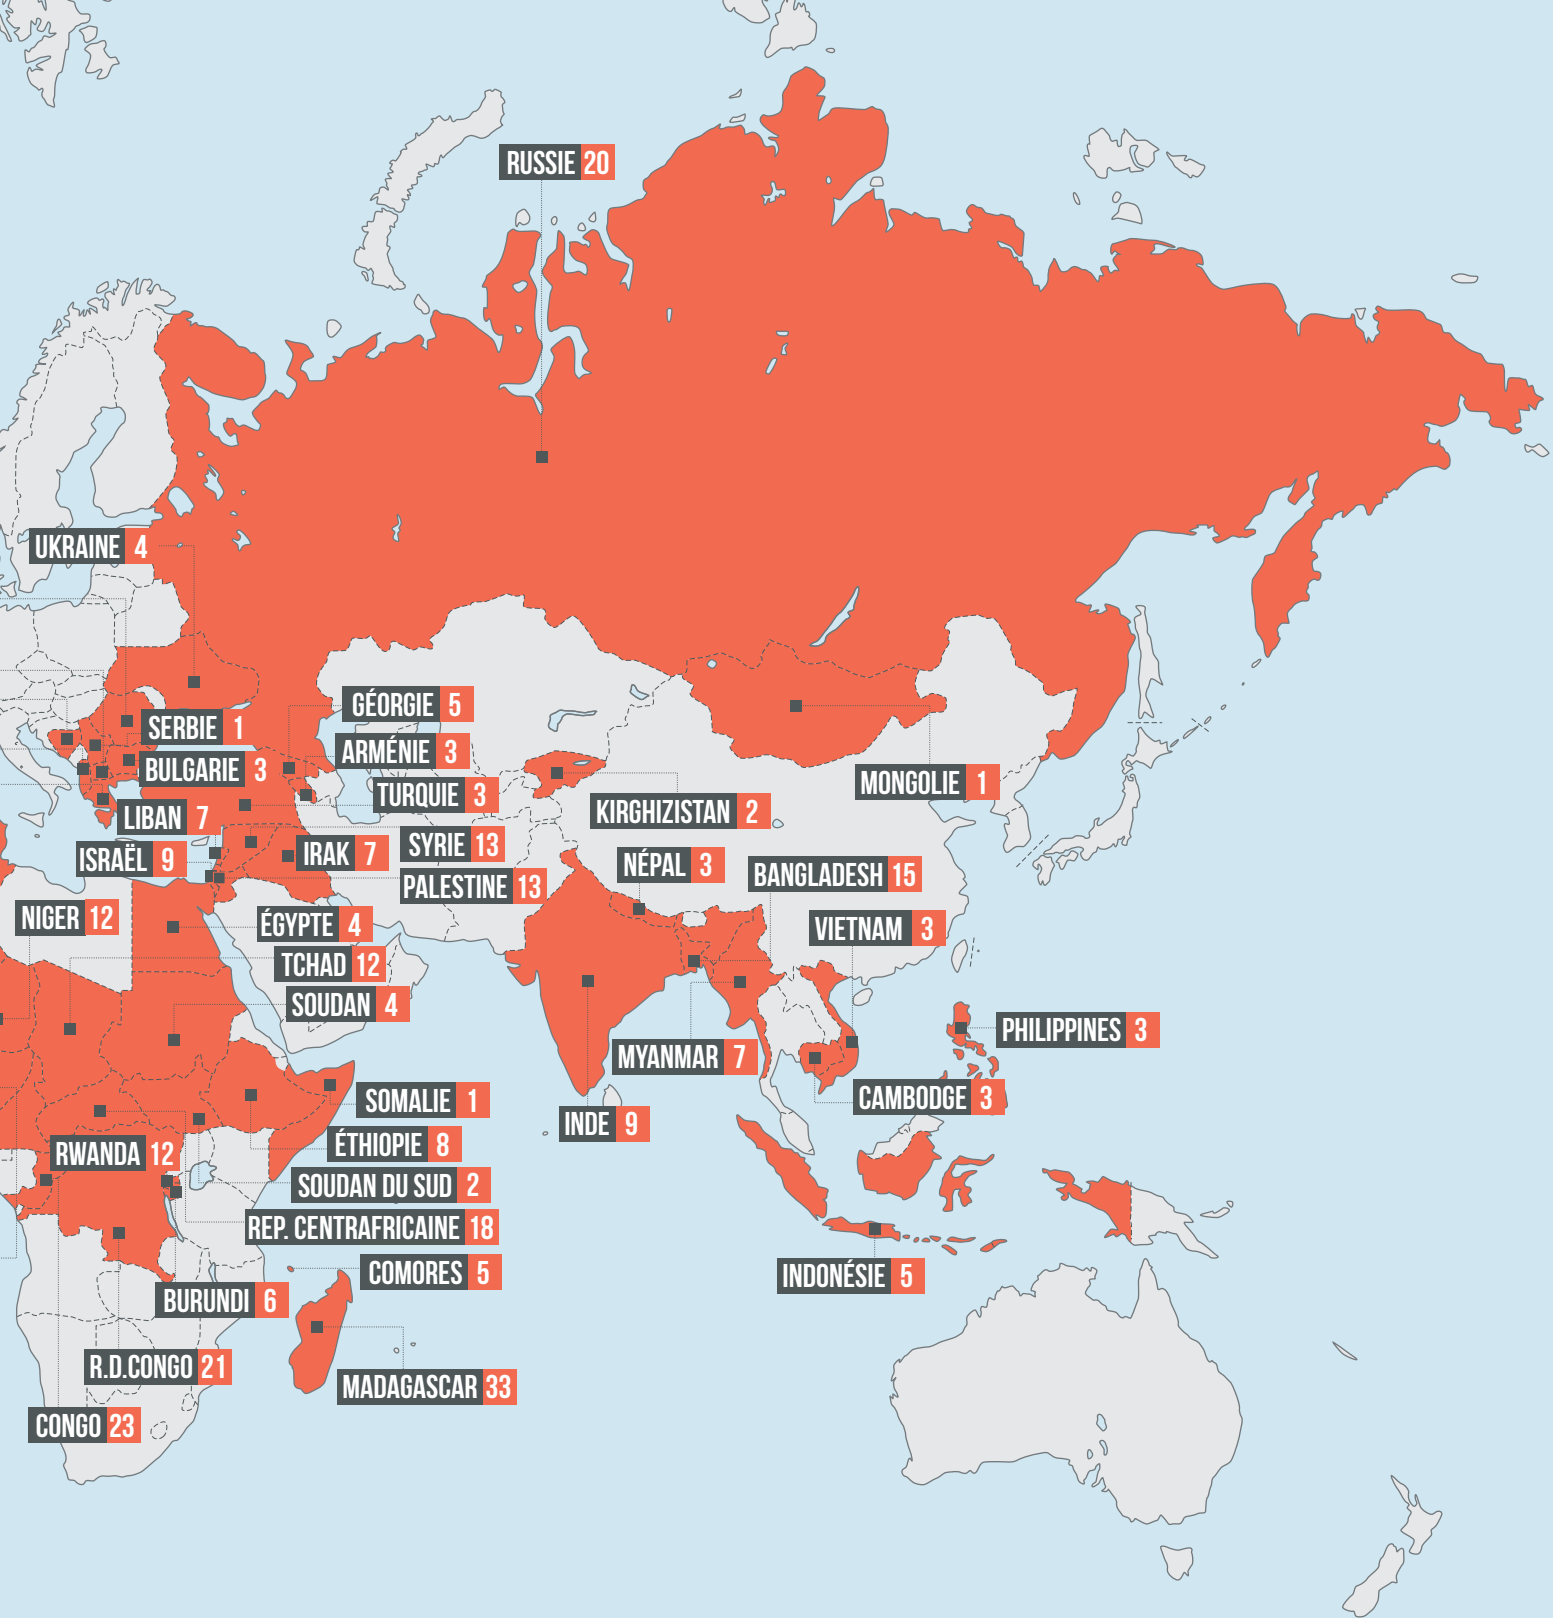 RUSSIE 20
UKRAINE 4
GÉORGIE 5
SERBIE 1
ARMÉNIE 3
BULGARIE 3
MONGOLIE 1
TURQUIE 3
KIRGHIZISTAN 2
LIBAN 7
SYRIE 13
IRAK 7
ISRAËL 9
NÉPAL 3
BANGLADESH 15
PALESTINE 13
NIGER 12
ÉGYPTE 4
VIETNAM 3
TCHAD 12
SOUDAN 4
PHILIPPINES 3
MYANMAR 7
SOMALIE 1
CAMBODGE 3
INDE 9
ÉTHIOPIE 8
RWANDA 12
SOUDAN DU SUD 2
REP. CENTRAFRICAINE 18
COMORES 5
INDONÉSIE 5
BURUNDI 6
R.D.CONGO 21
MADAGASCAR 33
CONGO 23